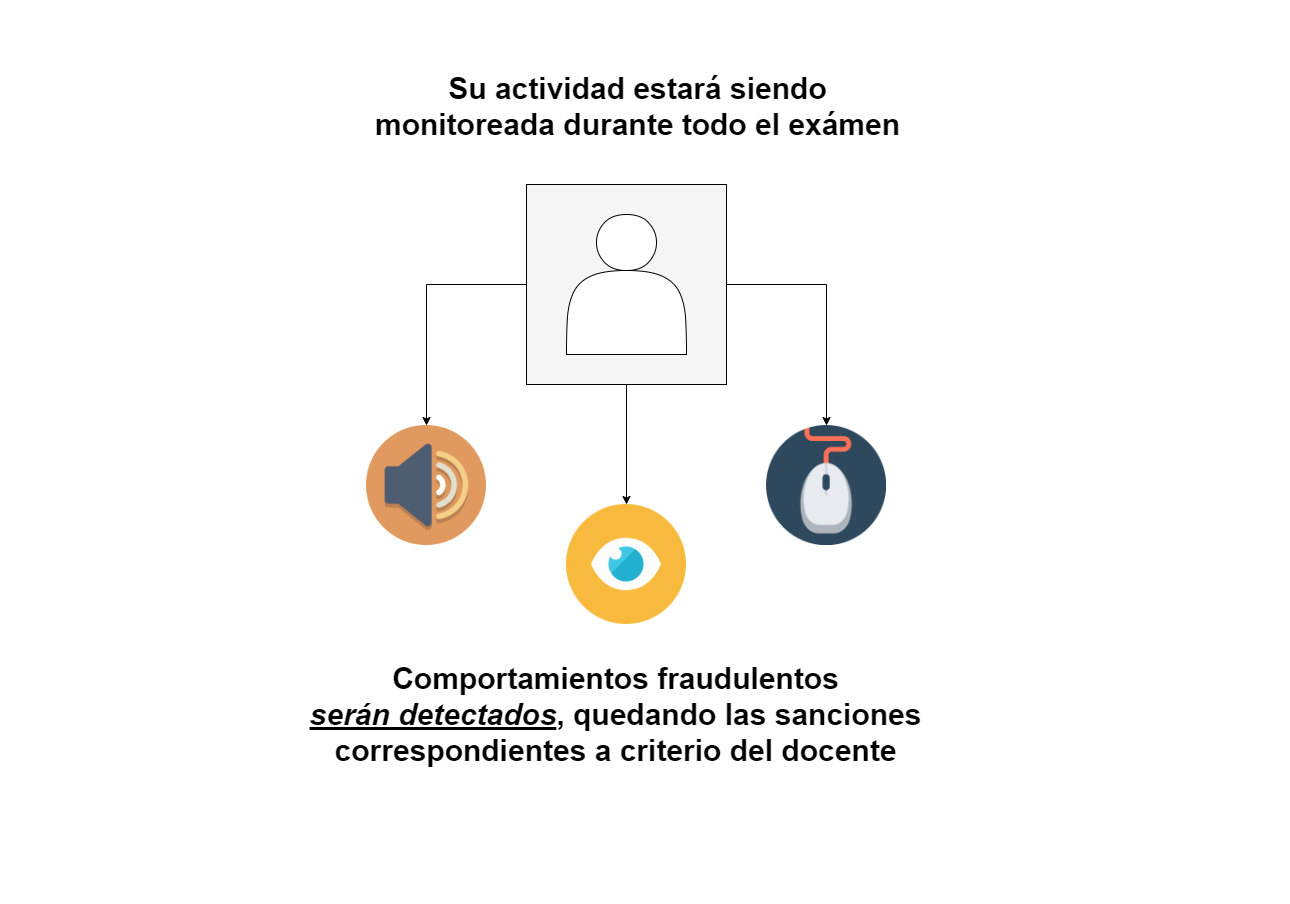 Su actividad estará siendo
monitoreada durante todo el exámen
Comportamientos fraudulentos
serán detectados, quedando las sanciones
correspondientes a criterio del docente